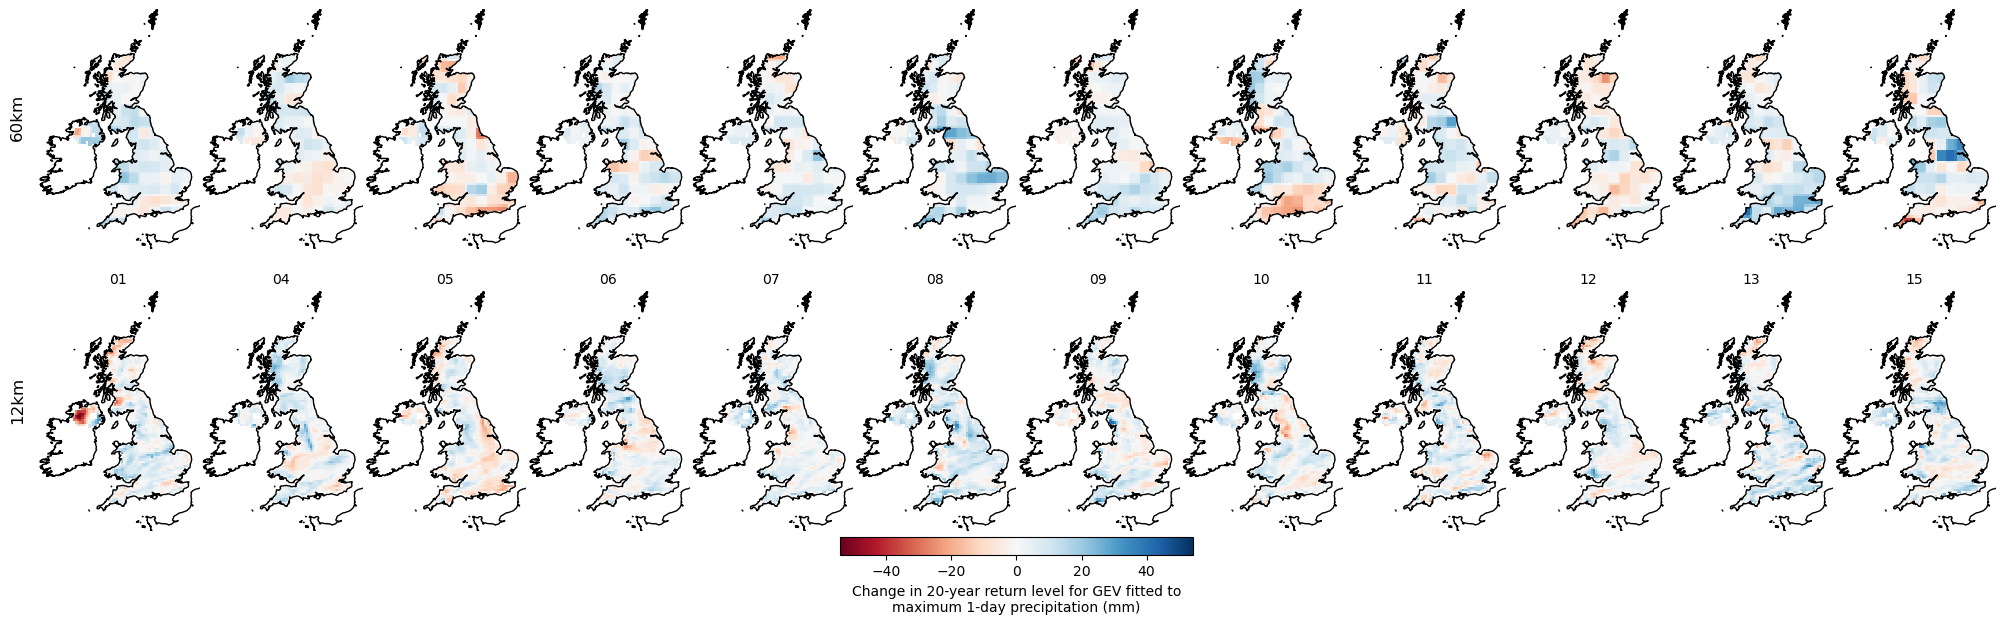 60km
01 04 05 06 07 08 09 10 11 12 13 15
12km
−40 −20 0 20 40
Change in 20-year return level for GEV fitted to
maximum 1-day precipitation (mm)